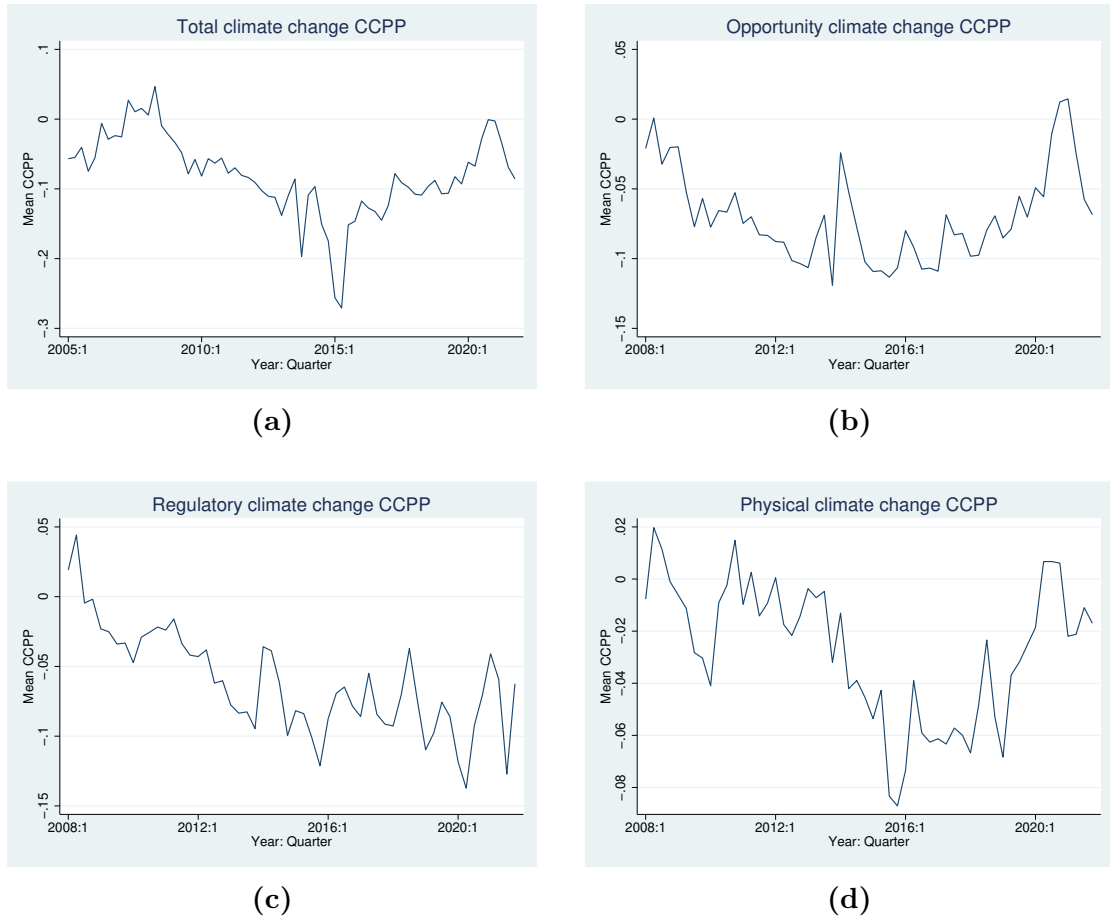 Total climate change CCPP
.1
0
−.1
−.2
−.3
Mean CCPP
2005:1 2010:1 2015:1 2020:1
Year: Quarter
(a)
Opportunity climate change CCPP
.05
0
−.05
−.1
−.15
Mean CCPP
2008:1 2012:1 2016:1 2020:1
Year: Quarter
(b)
Regulatory climate change CCPP
.05
0
−.05
−.1
−.15
Mean CCPP
2008:1 2012:1 2016:1 2020:1
Year: Quarter
(c)
Physical climate change CCPP
.02
0
−.02
−.04
−.06
−.08
Mean CCPP
2008:1 2012:1 2016:1 2020:1
Year: Quarter
(d)